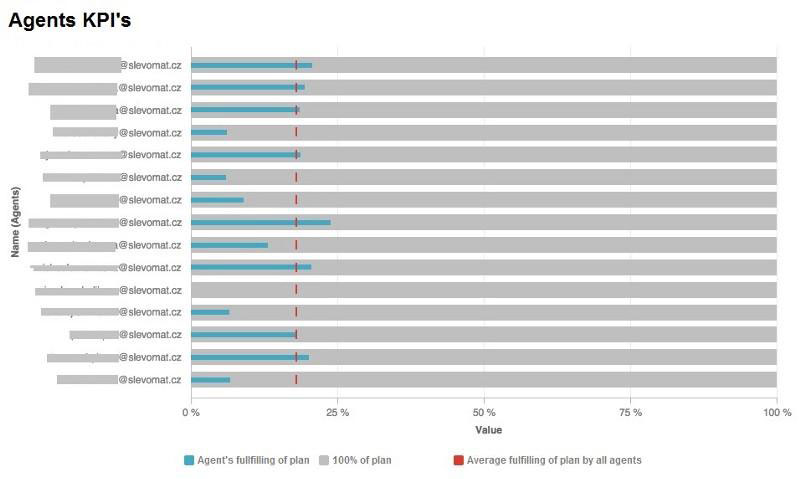 Agents KPI's
@slevomat.cz
@slevomat.cz
a@slevomat.cz
@slevomat.cz
@slevomat.cz
@slevomat.cz
@slevomat.cz
@slevomat.cz
a@slevomat.cz
@slevomat.cz
@slevomat.cz
@slevomat.cz
@slevomat.cz
@slevomat.cz
@slevomat.cz
Name (Agents)
0 %
25 %
50 %
75 %
100 %
Value
Agent's fullfilling of plan
100% of plan
Average fulfilling of plan by all agents